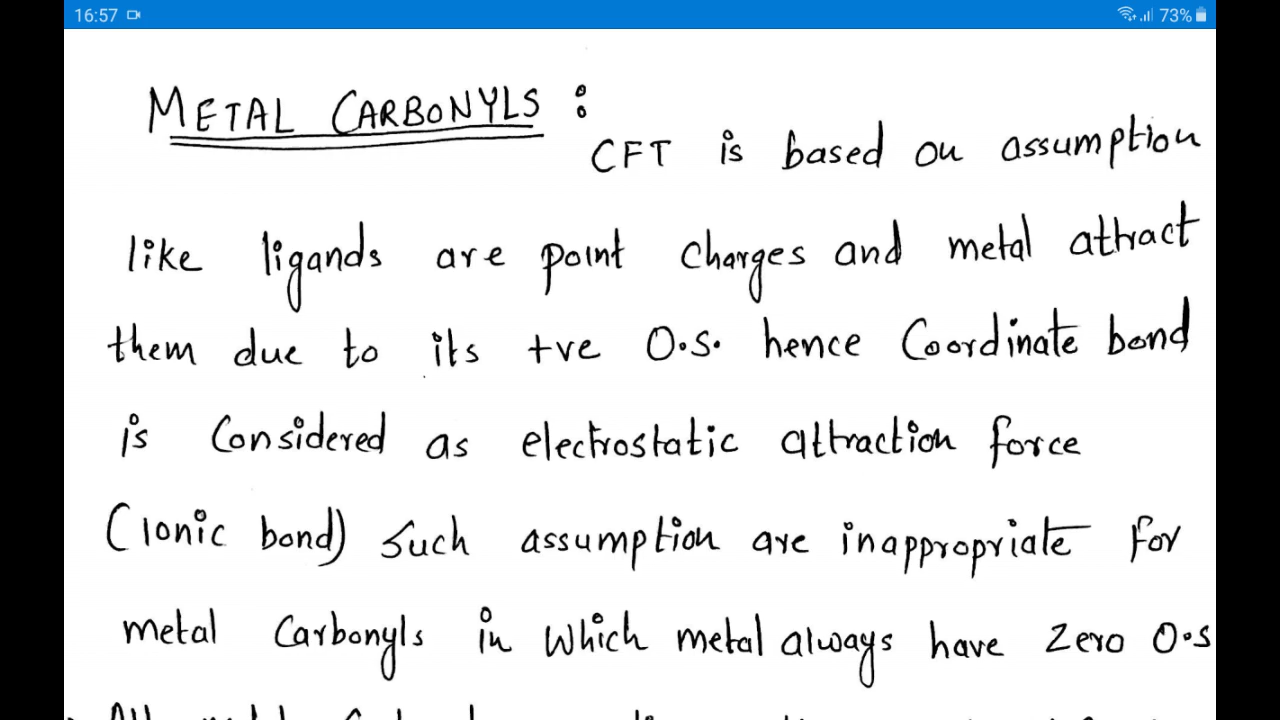 16:57
73%
METAL CARBONYLS :
CFT is based on assumption
like ligands are point charges and metal attract
them due to its +ve O.S. hence Coordinate bond
is Considered as electrostatic attraction force
(Ionic bond) Such assumption are inappropriate for
metal Carbonyls in which metal always have Zero O.S